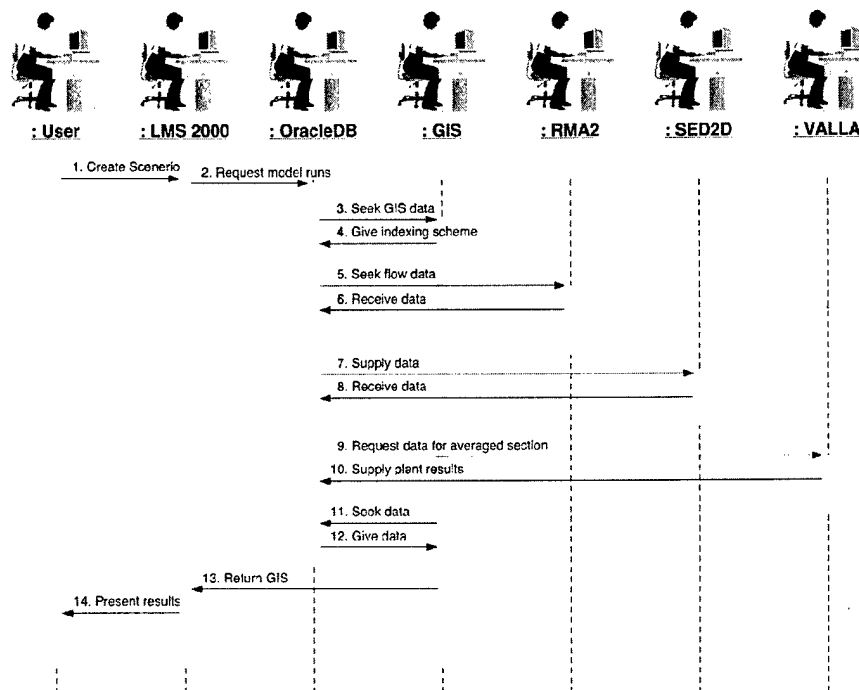 : User : LMS 2000 : OracleDB : GIS : RMA2 : SED2D : VALLA
1. Create Scenerio
2. Request model runs
3. Seek GIS data
4. Give indexing scheme
5. Seek flow data
6. Receive data
7. Supply data
8. Receive data
9. Request data for averaged section
10. Supply plant results
11. Seek data
12. Give data
13. Return GIS
14. Present results